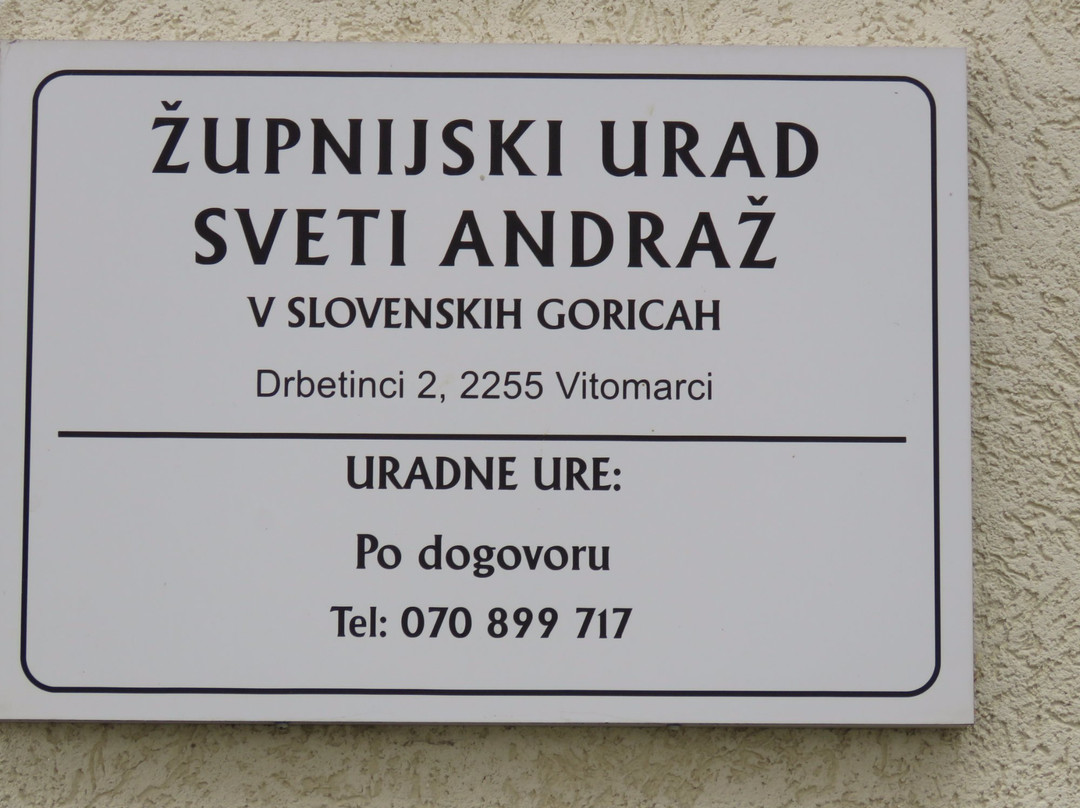 ŽUPNIJSKI URAD
SVETI ANDRAŽ
V SLOVENSKIH GORICAH
Drbetinci 2, 2255 Vitomarci
URADNE URE:
Po dogovoru
Tel: 070 899 717